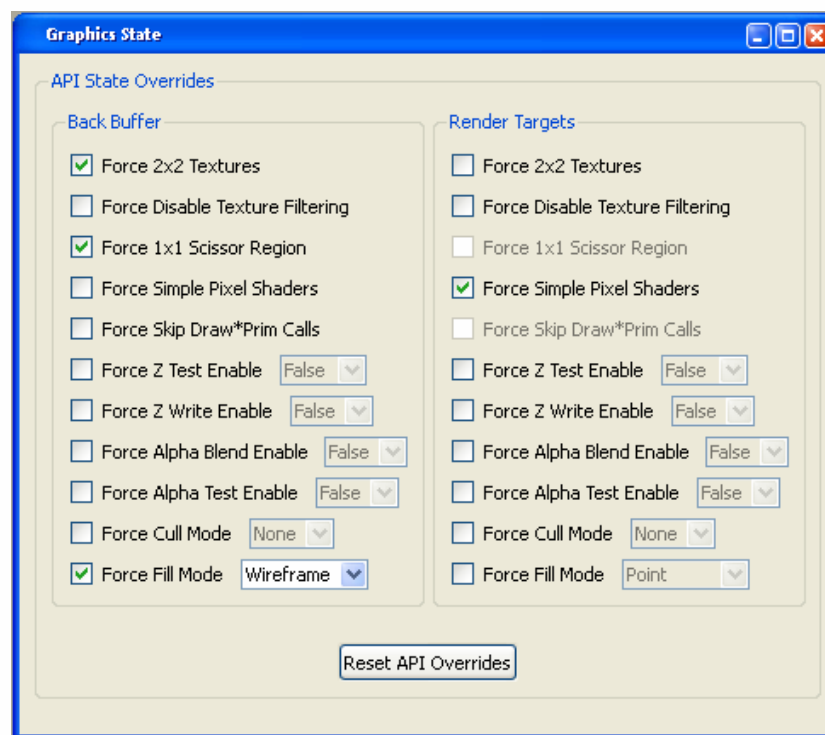 Graphics State
API State Overrides
Back Buffer
Force 2x2 Textures
Force Disable Texture Filtering
Force 1x1 Scissor Region
Force Simple Pixel Shaders
Force Skip Draw*Prim Calls
Force Z Test Enable False
Force Z Write Enable False
Force Alpha Blend Enable False
Force Alpha Test Enable False
Force Cull Mode None
Force Fill Mode Wireframe
Render Targets
Force 2x2 Textures
Force Disable Texture Filtering
Force 1x1 Scissor Region
Force Simple Pixel Shaders
Force Skip Draw*Prim Calls
Force Z Test Enable False
Force Z Write Enable False
Force Alpha Blend Enable False
Force Alpha Test Enable False
Force Cull Mode None
Force Fill Mode Point
Reset API Overrides